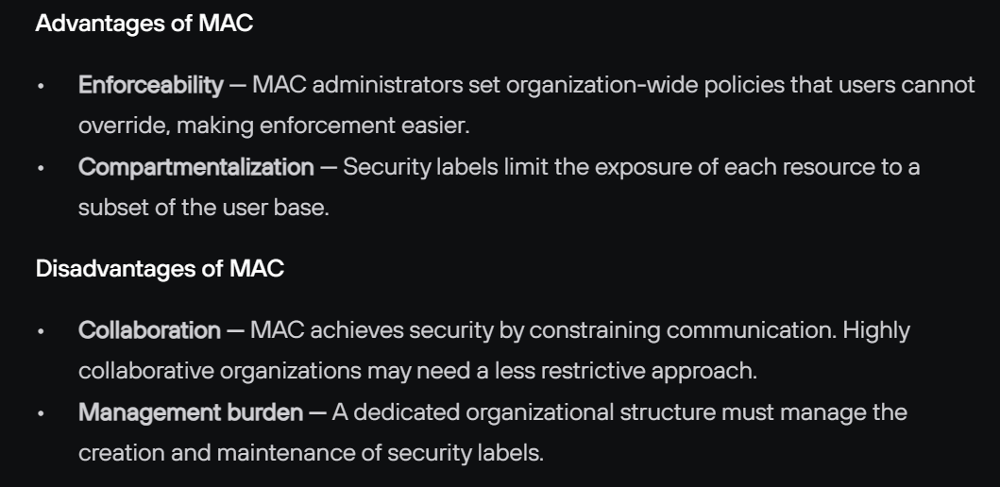 Advantages of MAC
• Enforceability — MAC administrators set organization-wide policies that users cannot
override, making enforcement easier.
• Compartmentalization — Security labels limit the exposure of each resource to a
subset of the user base.
Disadvantages of MAC
• Collaboration — MAC achieves security by constraining communication. Highly
collaborative organizations may need a less restrictive approach.
• Management burden — A dedicated organizational structure must manage the
creation and maintenance of security labels.